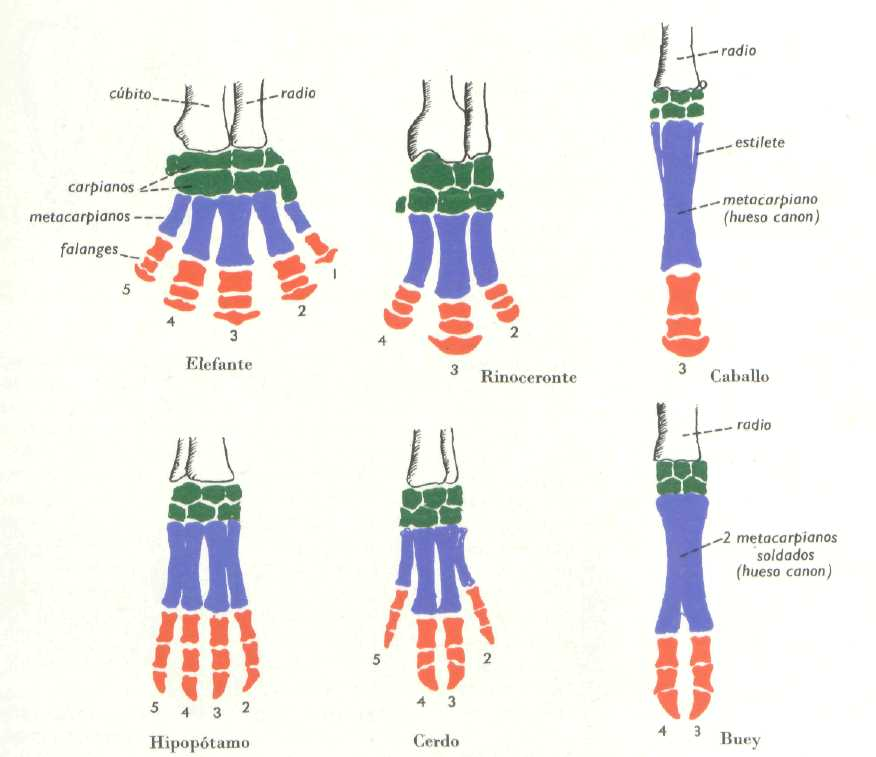 cúbito
radio
carpianos
metacarpianos
falanges
5
4
3
2
1
Elefante
4
3
2
Rinoceronte
radio
estilete
metacarpiano
(hueso canon)
3
Caballo
5
4
3
2
Hipopótamo
5
4
3
2
Cerdo
radio
2 metacarpianos
soldados
(hueso canon)
4
3
Buey